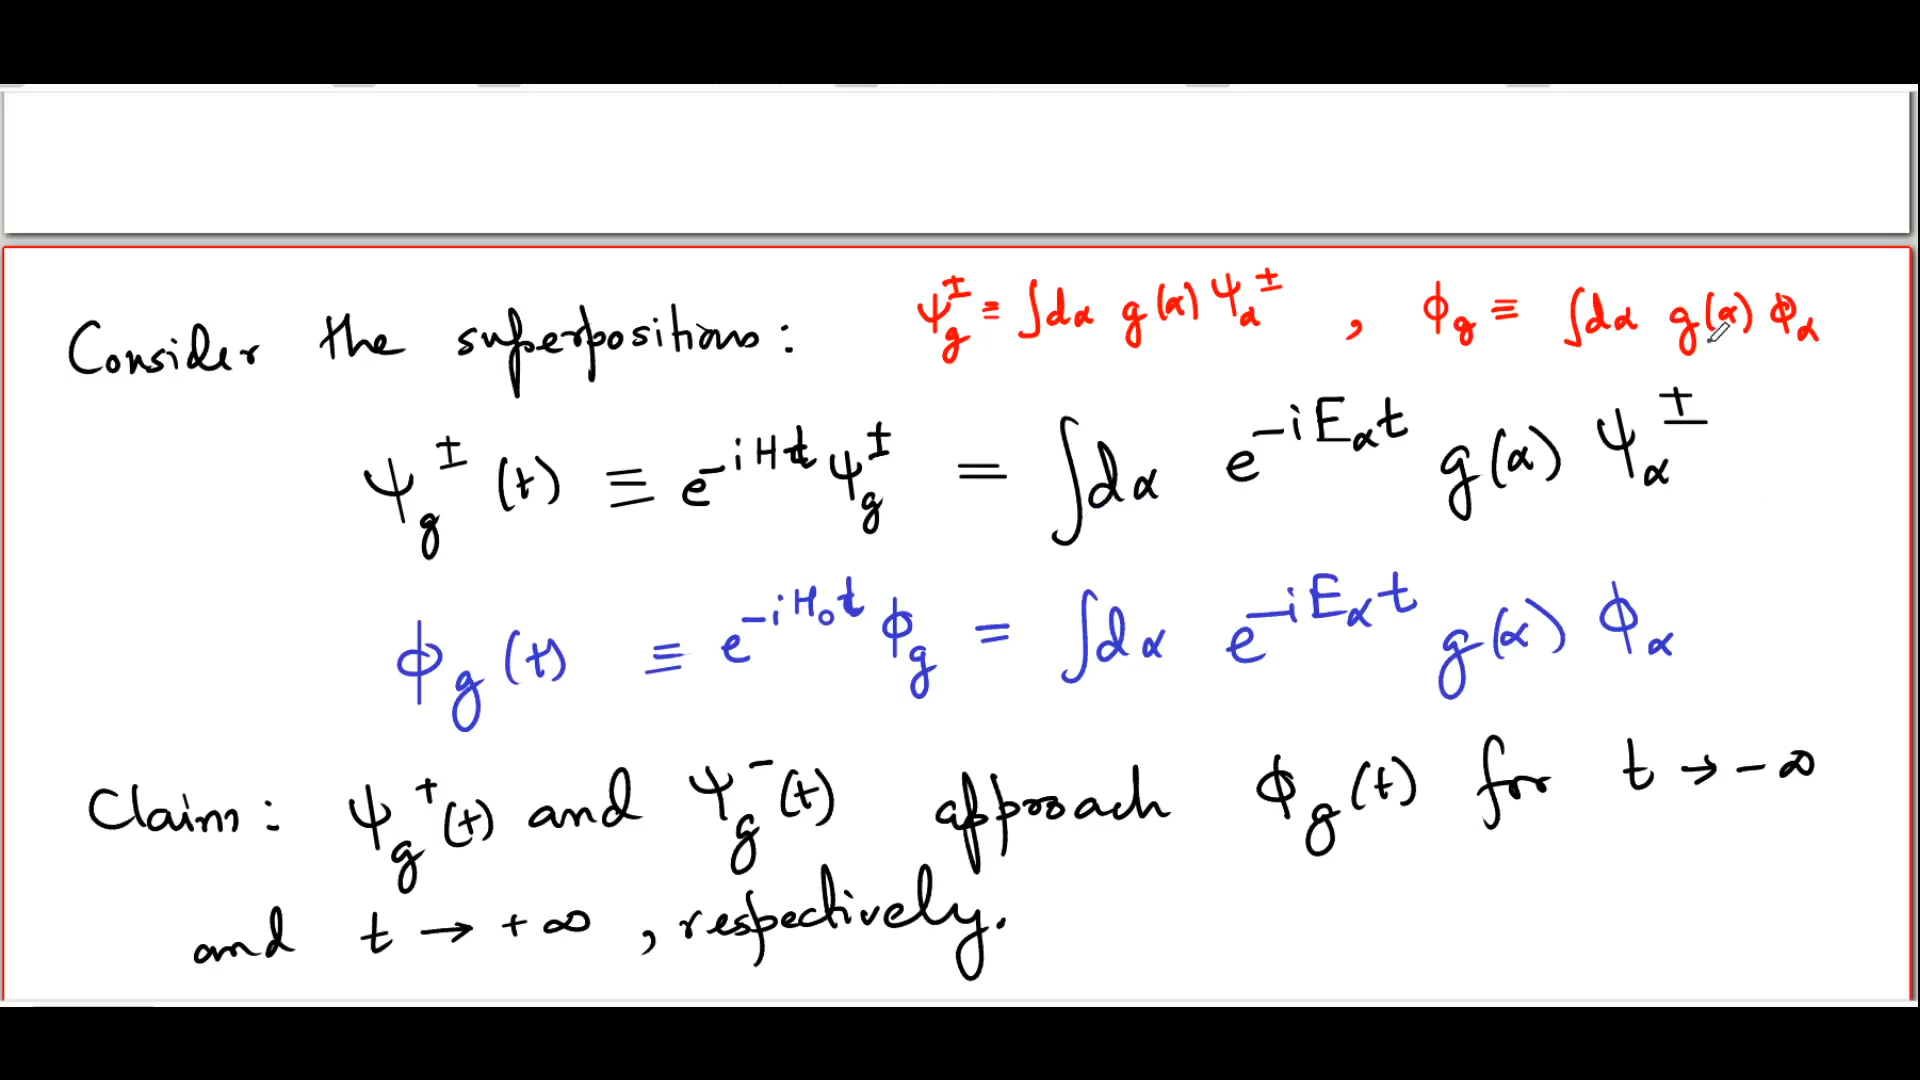 Consider the superpositions: Ψ_g^± ≡ ∫dα g(α) Ψ_α^± , Φ_g ≡ ∫dα g(α) Φ_α
Ψ_g^±(t) ≡ e^{-iHt} Ψ_g^± = ∫dα e^{-iE_α t} g(α) Ψ_α^±
Φ_g(t) ≡ e^{-iH_0 t} Φ_g = ∫dα e^{-iE_α t} g(α) Φ_α
Claim: Ψ_g^+(t) and Ψ_g^-(t) approach Φ_g(t) for t → -∞
and t → +∞, respectively.